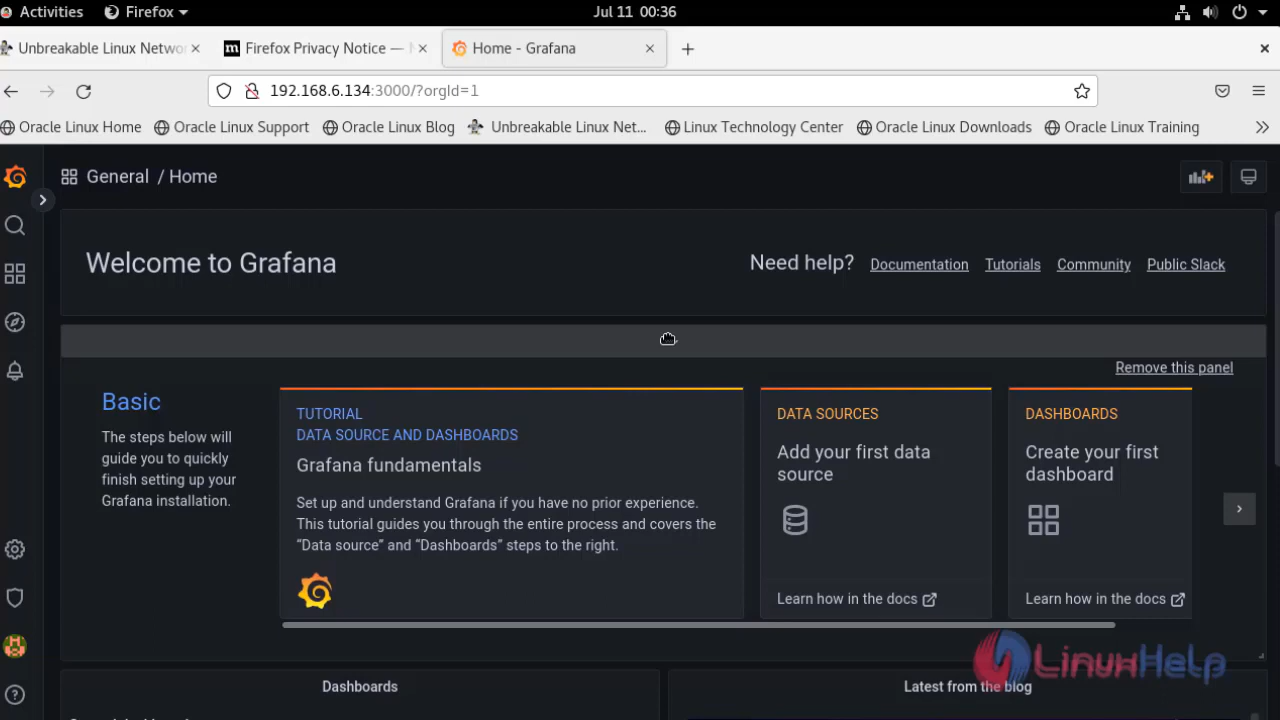 Activities Firefox Jul 11 00:36
Unbreakable Linux Netwo Firefox Privacy Notice — Home - Grafana
192.168.6.134:3000/?orgId=1
Oracle Linux Home Oracle Linux Support Oracle Linux Blog Unbreakable Linux Net... Linux Technology Center Oracle Linux Downloads Oracle Linux Training
General / Home
Welcome to Grafana
Need help? Documentation Tutorials Community Public Slack
Remove this panel
Basic
The steps below will
guide you to quickly
finish setting up your
Grafana installation.
TUTORIAL
DATA SOURCE AND DASHBOARDS
Grafana fundamentals
Set up and understand Grafana if you have no prior experience.
This tutorial guides you through the entire process and covers the
“Data source” and “Dashboards” steps to the right.
DATA SOURCES
Add your first data
source
Learn how in the docs
DASHBOARDS
Create your first
dashboard
Learn how in the docs
LinuxHelp
Dashboards
Latest from the blog